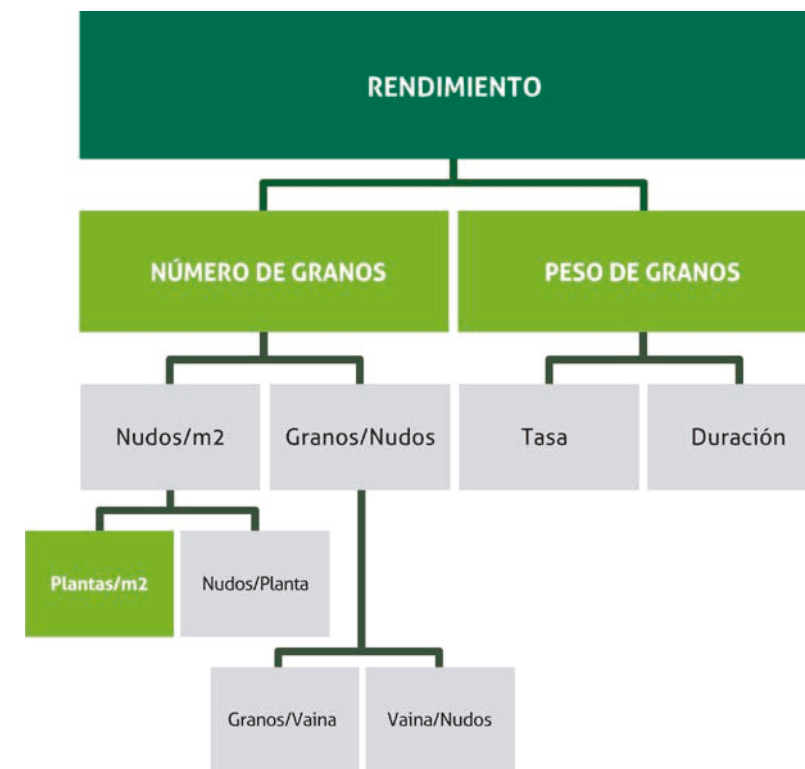 RENDIMIENTO
NÚMERO DE GRANOS
PESO DE GRANOS
Nudos/m2
Granos/Nudos
Tasa
Duración
Plantas/m2
Nudos/Planta
Granos/Vaina
Vaina/Nudos